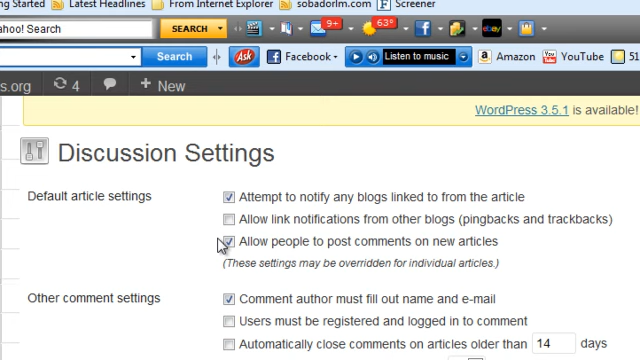 ing Started Latest Headlines From Internet Explorer sobadorlm.com F Screener
ahoo! Search SEARCH 9+ 63°
Search Ask Facebook Listen to music Amazon YouTube 51
s.org 4 New
WordPress 3.5.1 is available!
Discussion Settings
Default article settings Attempt to notify any blogs linked to from the article
Allow link notifications from other blogs (pingbacks and trackbacks)
Allow people to post comments on new articles
(These settings may be overridden for individual articles.)
Other comment settings Comment author must fill out name and e-mail
Users must be registered and logged in to comment
Automatically close comments on articles older than 14 days